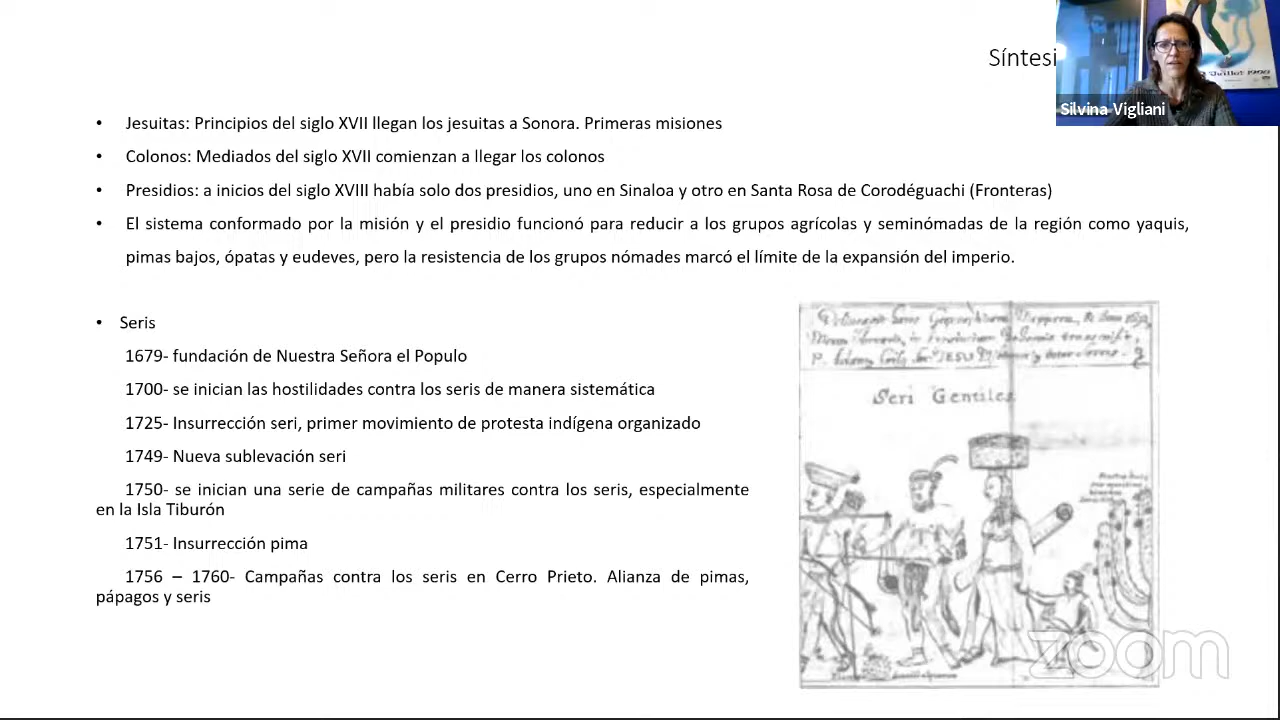 Síntesi
Silvina Vigliani
• Jesuitas: Principios del siglo XVII llegan los jesuitas a Sonora. Primeras misiones
• Colonos: Mediados del siglo XVII comienzan a llegar los colonos
• Presidios: a inicios del siglo XVIII había solo dos presidios, uno en Sinaloa y otro en Santa Rosa de Corodéguachi (Fronteras)
• El sistema conformado por la misión y el presidio funcionó para reducir a los grupos agrícolas y seminómadas de la región como yaquis,
pimas bajos, ópatas y eudeves, pero la resistencia de los grupos nómades marcó el límite de la expansión del imperio.
• Seris
1679- fundación de Nuestra Señora el Populo
1700- se inician las hostilidades contra los seris de manera sistemática
1725- Insurrección seri, primer movimiento de protesta indígena organizado
1749- Nueva sublevación seri
1750- se inician una serie de campañas militares contra los seris, especialmente
en la Isla Tiburón
1751- Insurrección pima
1756 – 1760- Campañas contra los seris en Cerro Prieto. Alianza de pimas,
pápagos y seris
Seri Gentiles
zoom